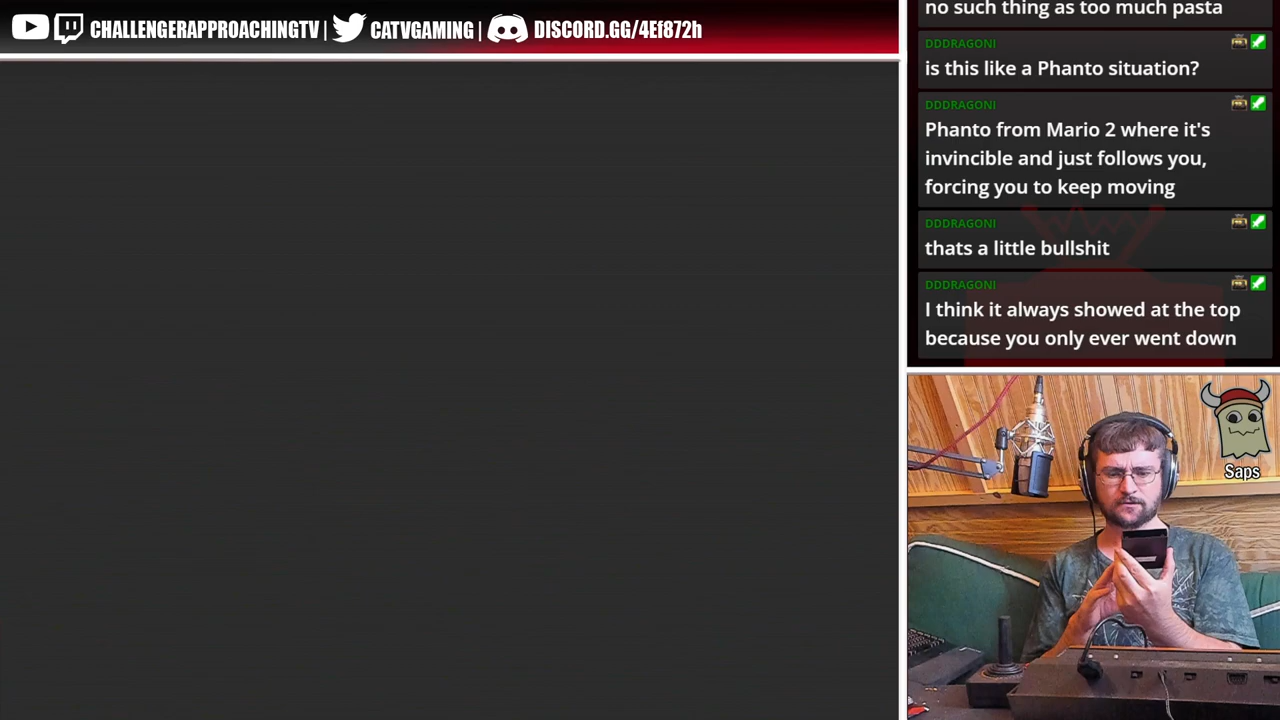 CHALLENGERAPPROACHINGTV | CATVGAMING | DISCORD.GG/4Ef872h
no such thing as too much pasta
DDDRAGONI
is this like a Phanto situation?
DDDRAGONI
Phanto from Mario 2 where it's
invincible and just follows you,
forcing you to keep moving
DDDRAGONI
thats a little bullshit
DDDRAGONI
I think it always showed at the top
because you only ever went down
Saps